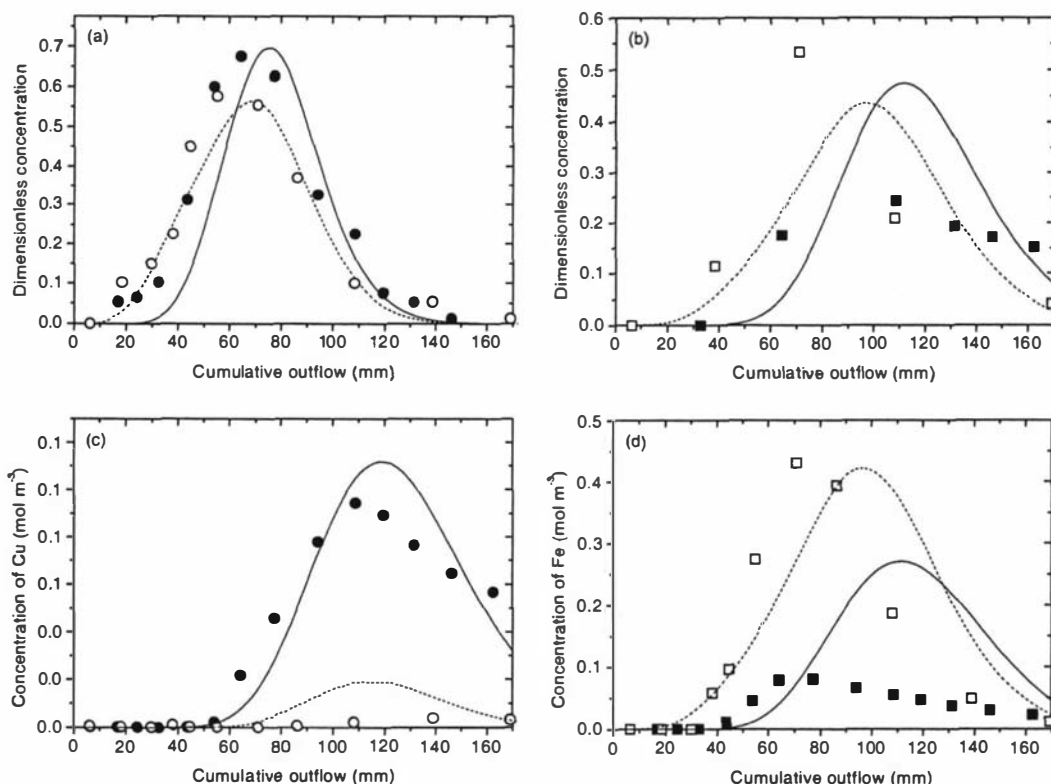 (a)
Dimensionless concentration
0.7
0.6
0.5
0.4
0.3
0.2
0.1
0.0
0 20 40 60 80 100 120 140 160
Cumulative outflow (mm)
(b)
Dimensionless concentration
0.6
0.5
0.4
0.3
0.2
0.1
0.0
0 20 40 60 80 100 120 140 160
Cumulative outflow (mm)
(c)
Concentration of Cu (mol m⁻³)
0.1
0.1
0.1
0.0
0.0
0.0
0 20 40 60 80 100 120 140 160
Cumulative outflow (mm)
(d)
Concentration of Fe (mol m⁻³)
0.5
0.4
0.3
0.2
0.1
0.0
0 20 40 60 80 100 120 140 160
Cumulative outflow (mm)